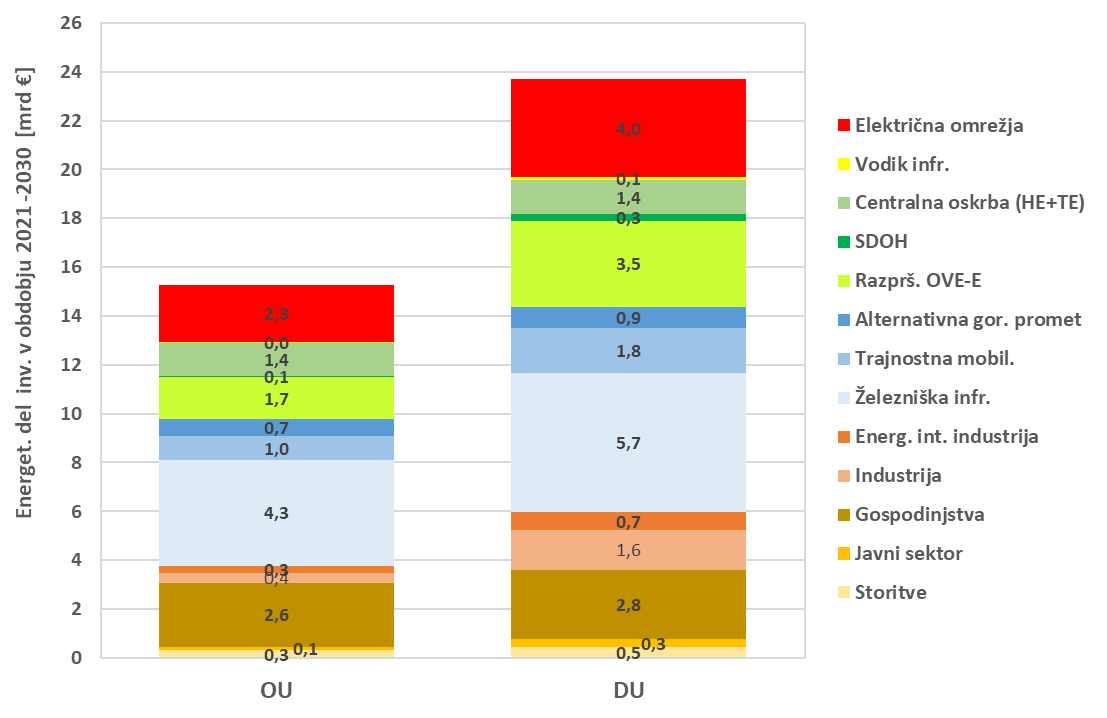 Energet. del inv. v obdobju 2021-2030 [mrd €]
26
24
22
20
18
16
14
12
10
8
6
4
2
0
2,3
0,0
1,4
0,1
1,7
0,7
1,0
4,3
0,3
0,4
2,6
0,1
0,3
OU
4,0
0,1
1,4
0,3
3,5
0,9
1,8
5,7
0,7
1,6
2,8
0,3
0,5
DU
Električna omrežja
Vodik infr.
Centralna oskrba (HE+TE)
SDOH
Razprš. OVE-E
Alternativna gor. promet
Trajnostna mobil.
Železniška infr.
Energ. int. industrija
Industrija
Gospodinjstva
Javni sektor
Storitve